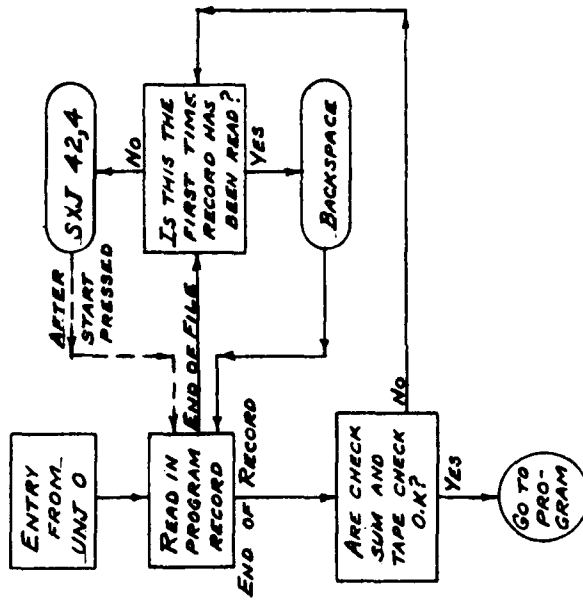 ENTRY
FROM
UNJ 0
READ IN
PROGRAM
RECORD
END OF FILE
END OF RECORD
AFTER
START
PRESSED
SXJ 42,4
NO
IS THIS THE
FIRST TIME
RECORD HAS
BEEN READ?
YES
BACKSPACE
ARE CHECK
SUM AND
TAPE CHECK
O.K?
NO
YES
GO TO
PRO-
GRAM